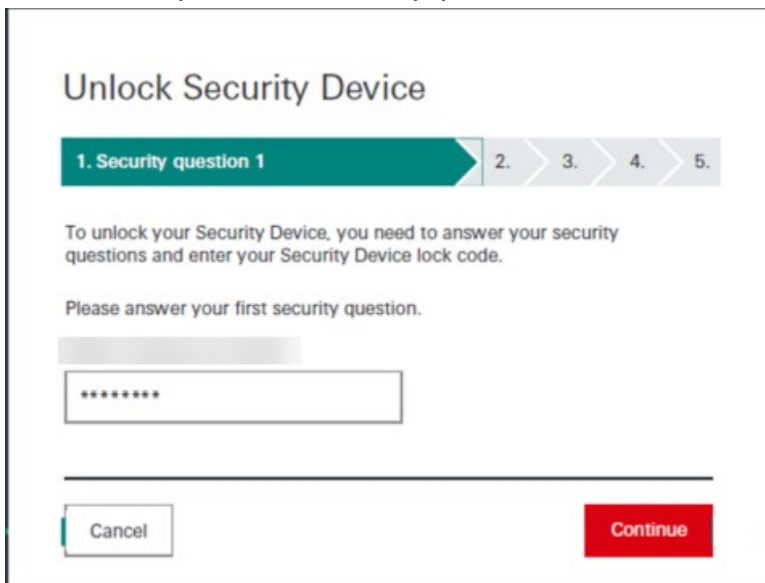 Unlock Security Device
1. Security question 1 2. 3. 4. 5.
To unlock your Security Device, you need to answer your security
questions and enter your Security Device lock code.
Please answer your first security question.
********
Cancel Continue